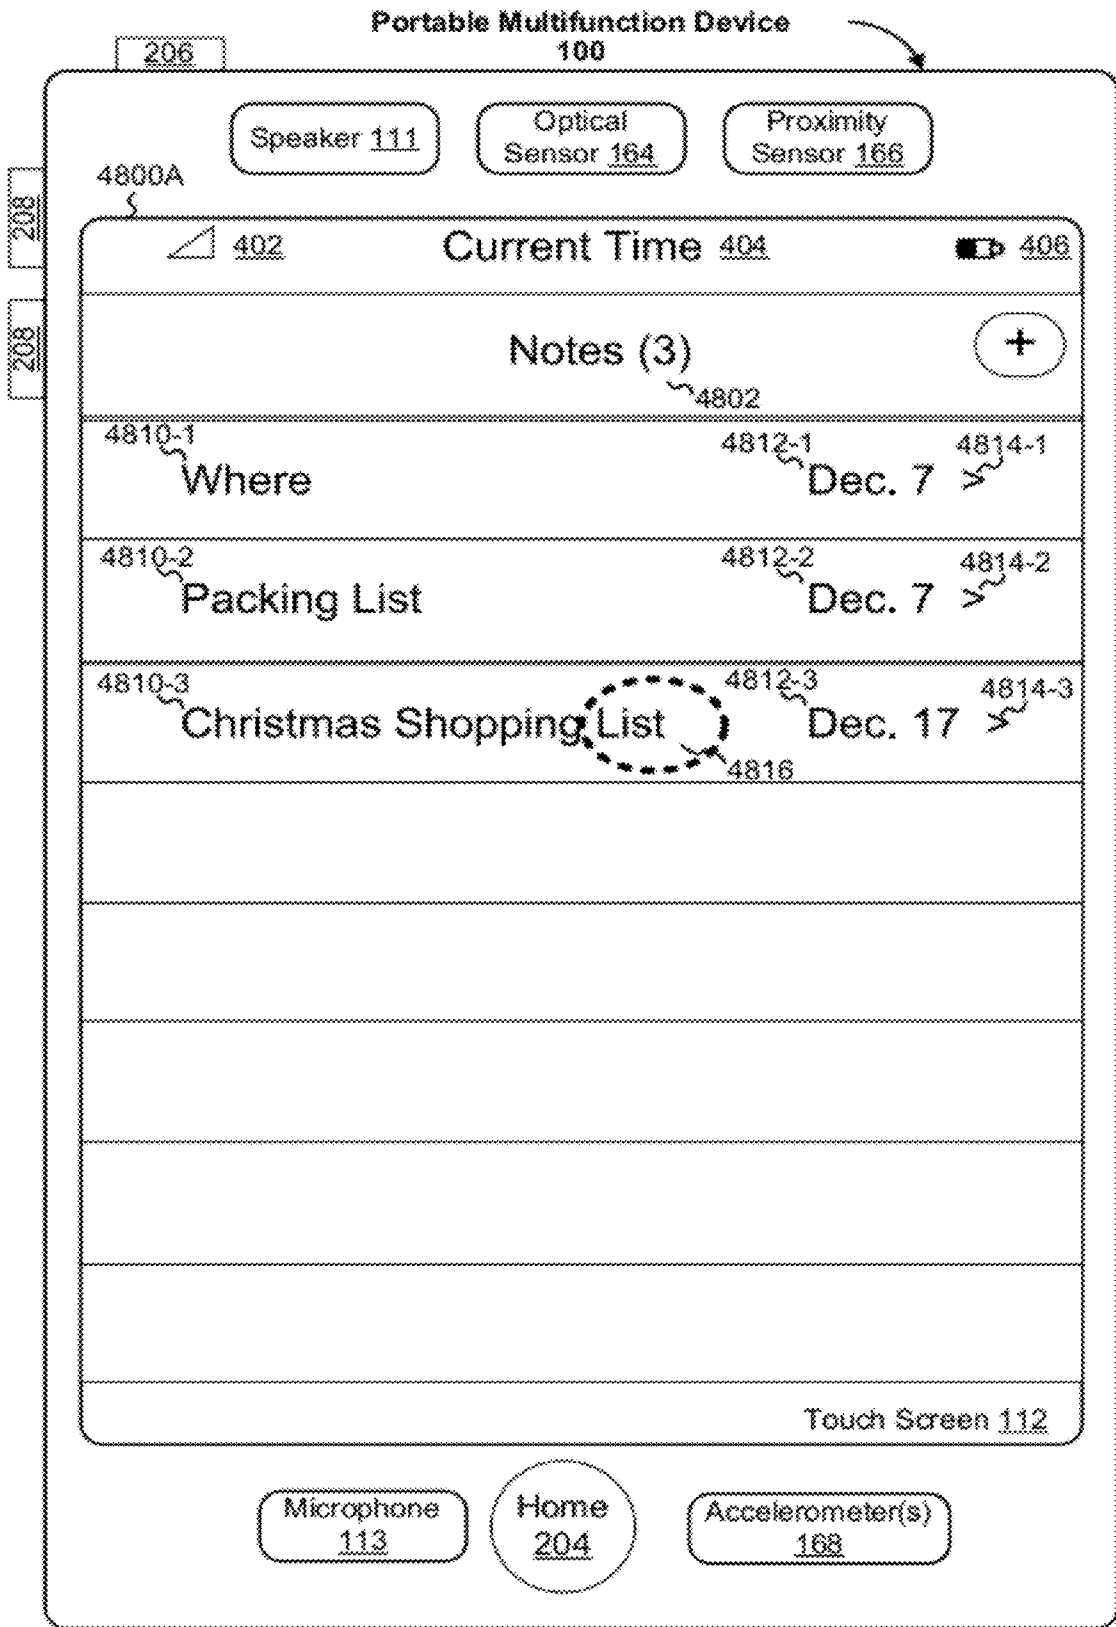 Portable Multifunction Device
100
206
Speaker 111
Optical
Sensor 164
Proximity
Sensor 166
4800A
208
208
402
Current Time 404
406
Notes (3)
+
4802
4810-1
4812-1
4814-1
Where
Dec. 7 >
4810-2
4812-2
4814-2
Packing List
Dec. 7 >
4810-3
4812-3
4814-3
Christmas Shopping List
Dec. 17 >
4816
Touch Screen 112
Microphone
113
Home
204
Accelerometer(s)
168